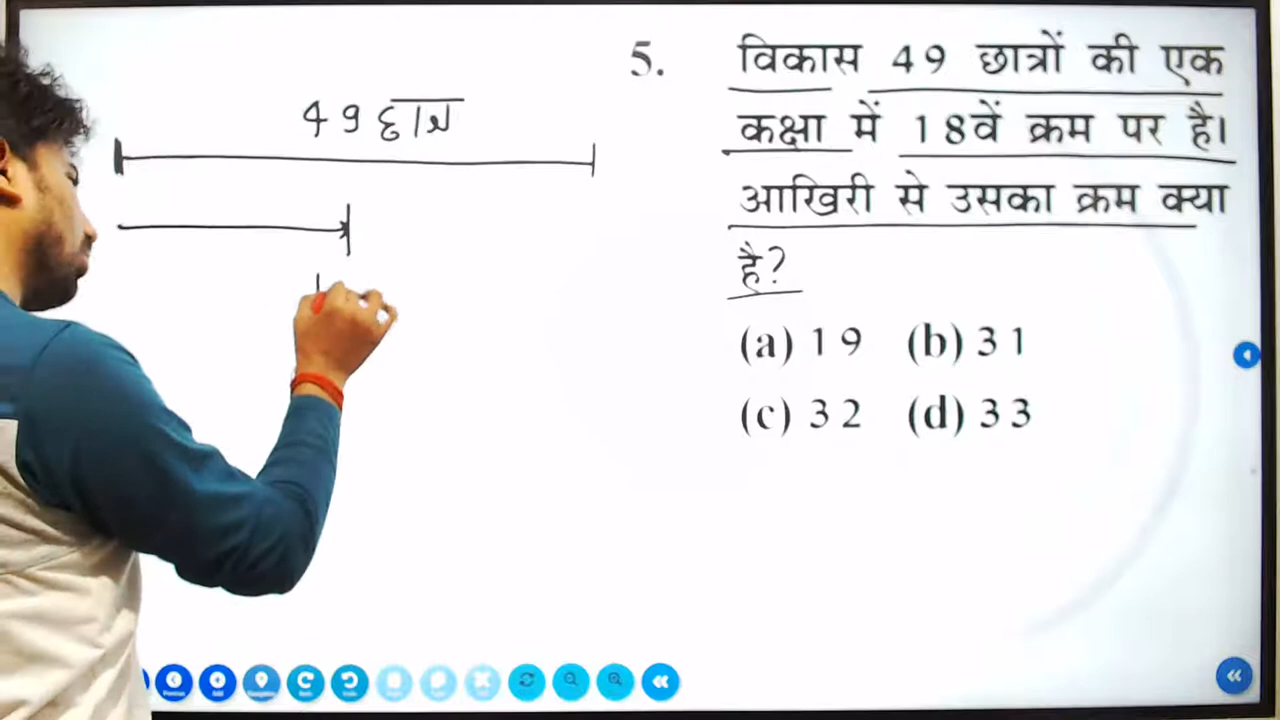 49 छात्र
5. विकास 49 छात्रों की एक
कक्षा में 18वें क्रम पर है।
आखिरी से उसका क्रम क्या
है?
(a) 19 (b) 31
(c) 32 (d) 33